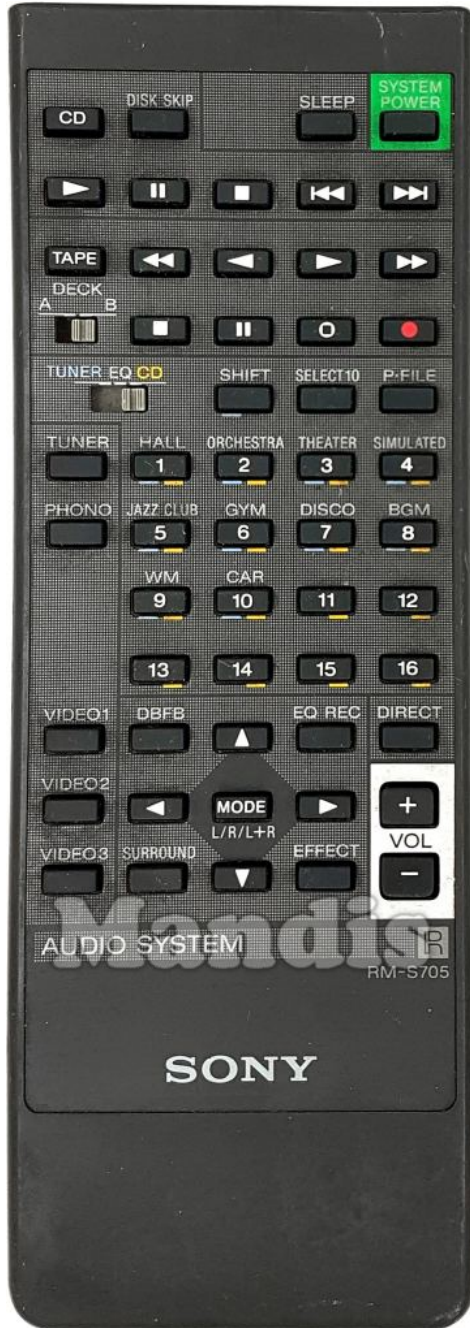 SYSTEM
DISK SKIP SLEEP POWER
CD
TAPE
DECK
A B
TUNER EQ CD SHIFT SELECT10 P·FILE
TUNER HALL ORCHESTRA THEATER SIMULATED
1 2 3 4
PHONO JAZZ CLUB GYM DISCO BGM
5 6 7 8
WM CAR
9 10 11 12
13 14 15 16
VIDEO1 DBFB EQ REC DIRECT
VIDEO2
MODE +
L/R/L+R VOL
VIDEO3 SURROUND EFFECT −
Mandis
AUDIO SYSTEM R
RM-S705
SONY